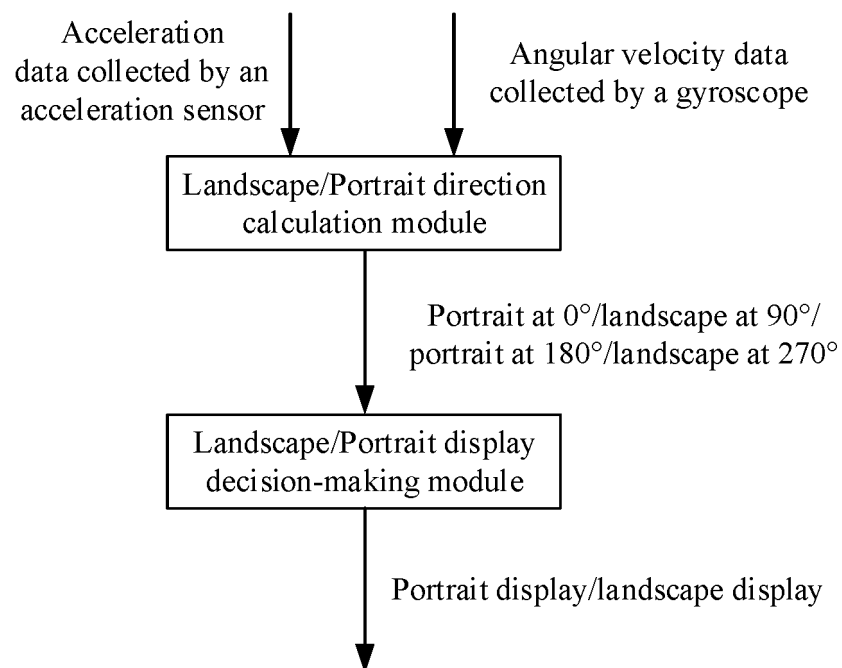 Acceleration
data collected by an
acceleration sensor
Angular velocity data
collected by a gyroscope
Landscape/Portrait direction
calculation module
Portrait at 0°/landscape at 90°/
portrait at 180°/landscape at 270°
Landscape/Portrait display
decision-making module
Portrait display/landscape display